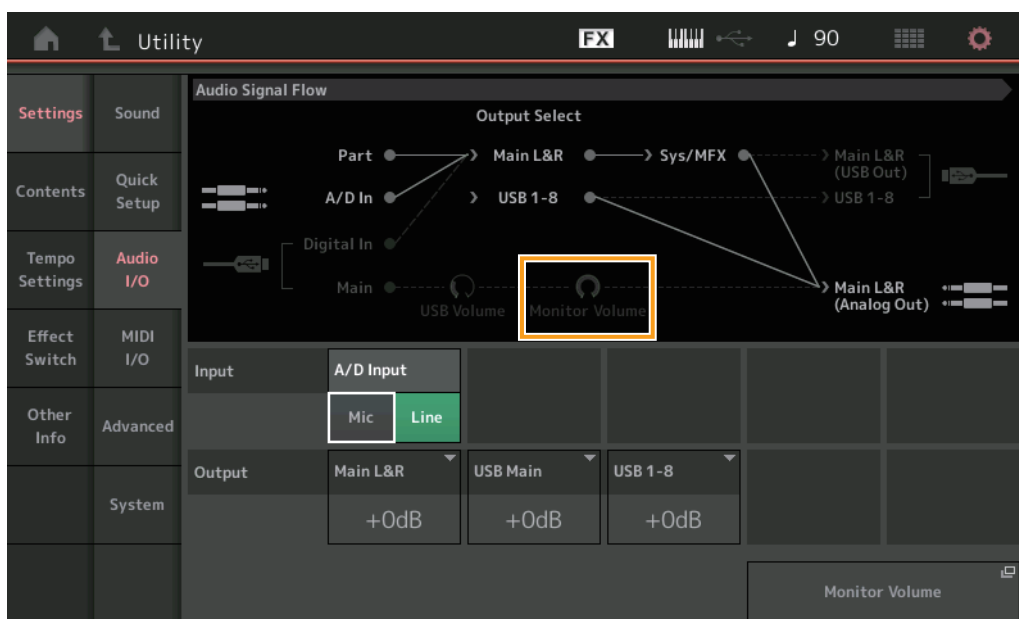 Utility
FX
90
Settings
Contents
Tempo
Settings
Effect
Switch
Other
Info
Sound
Quick
Setup
Audio
I/O
MIDI
I/O
Advanced
System
Audio Signal Flow
Output Select
Part
Main L&R
Sys/MFX
Main L&R
(USB Out)
A/D In
USB 1-8
USB 1-8
Digital In
Main
USB Volume
Monitor Volume
Main L&R
(Analog Out)
Input
A/D Input
Mic
Line
Output
Main L&R
USB Main
USB 1-8
+0dB
+0dB
+0dB
Monitor Volume